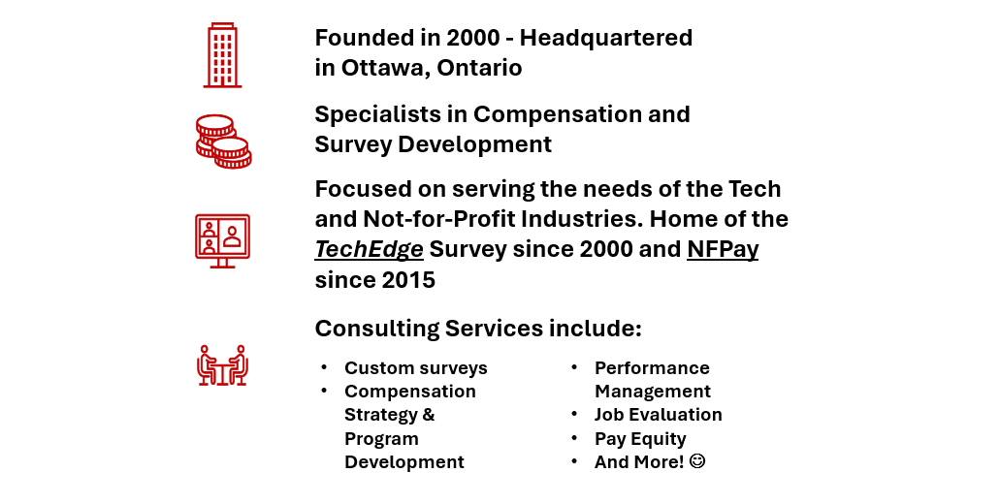 Founded in 2000 - Headquartered
in Ottawa, Ontario
Specialists in Compensation and
Survey Development
Focused on serving the needs of the Tech
and Not-for-Profit Industries. Home of the
TechEdge Survey since 2000 and NFPay
since 2015
Consulting Services include:
• Custom surveys
• Compensation
Strategy &
Program
Development
• Performance
Management
• Job Evaluation
• Pay Equity
• And More! 😊